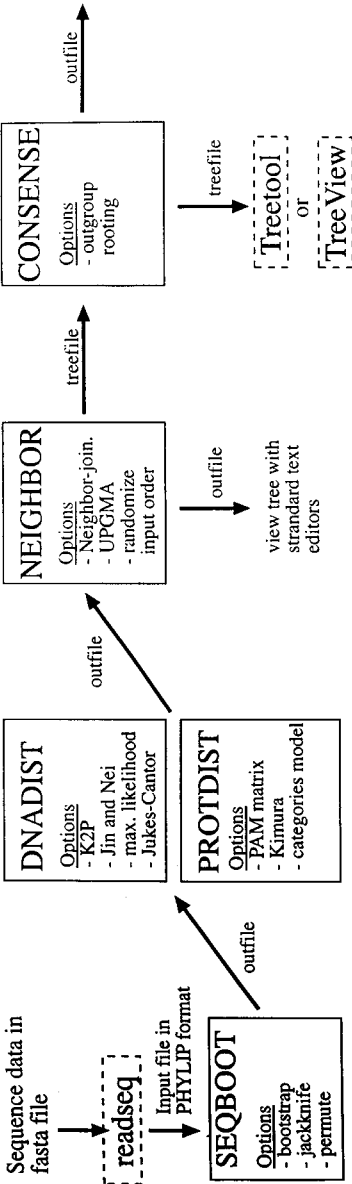 Sequence data in
fasta file
readseq
Input file in
PHYLIP format
SEQBOOT
Options
- bootstrap
- jackknife
- permute
outfile
DNADIST
Options
- K2P
- Jin and Nei
- max. likelihood
- Jukes-Cantor
PROTDIST
Options
- PAM matrix
- Kimura
- categories model
outfile
NEIGHBOR
Options
- Neighbor-join.
- UPGMA
- randomize
input order
outfile
view tree with
strandard text
editors
treefile
CONSENSE
Options
- outgroup
rooting
outfile
treefile
Treetool
or
TreeView